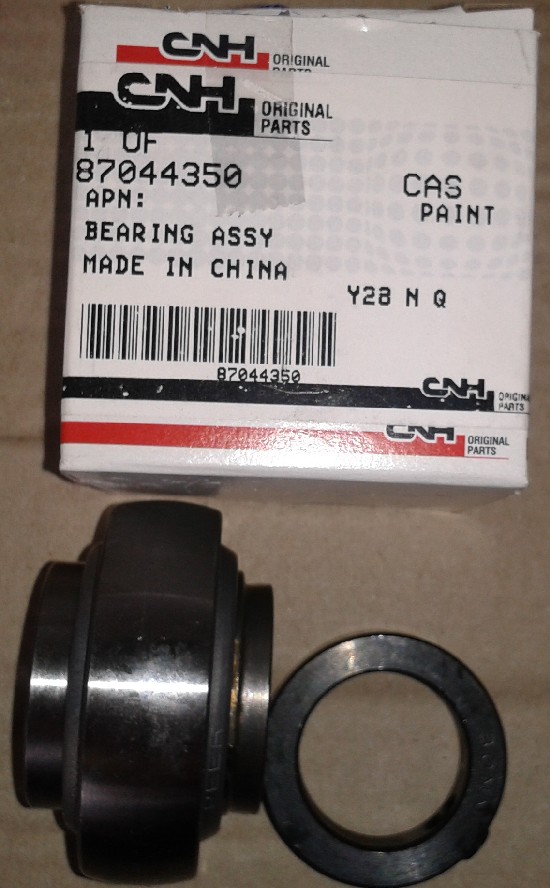 CNH ORIGINAL
PARTS
CNH ORIGINAL
PARTS
1 OF
87044350
CAS
APN:
PAINT
BEARING ASSY
MADE IN CHINA
Y28 N Q
87044350
CNH ORIGINAL
PARTS
CNH ORIGINAL
PARTS
PEER